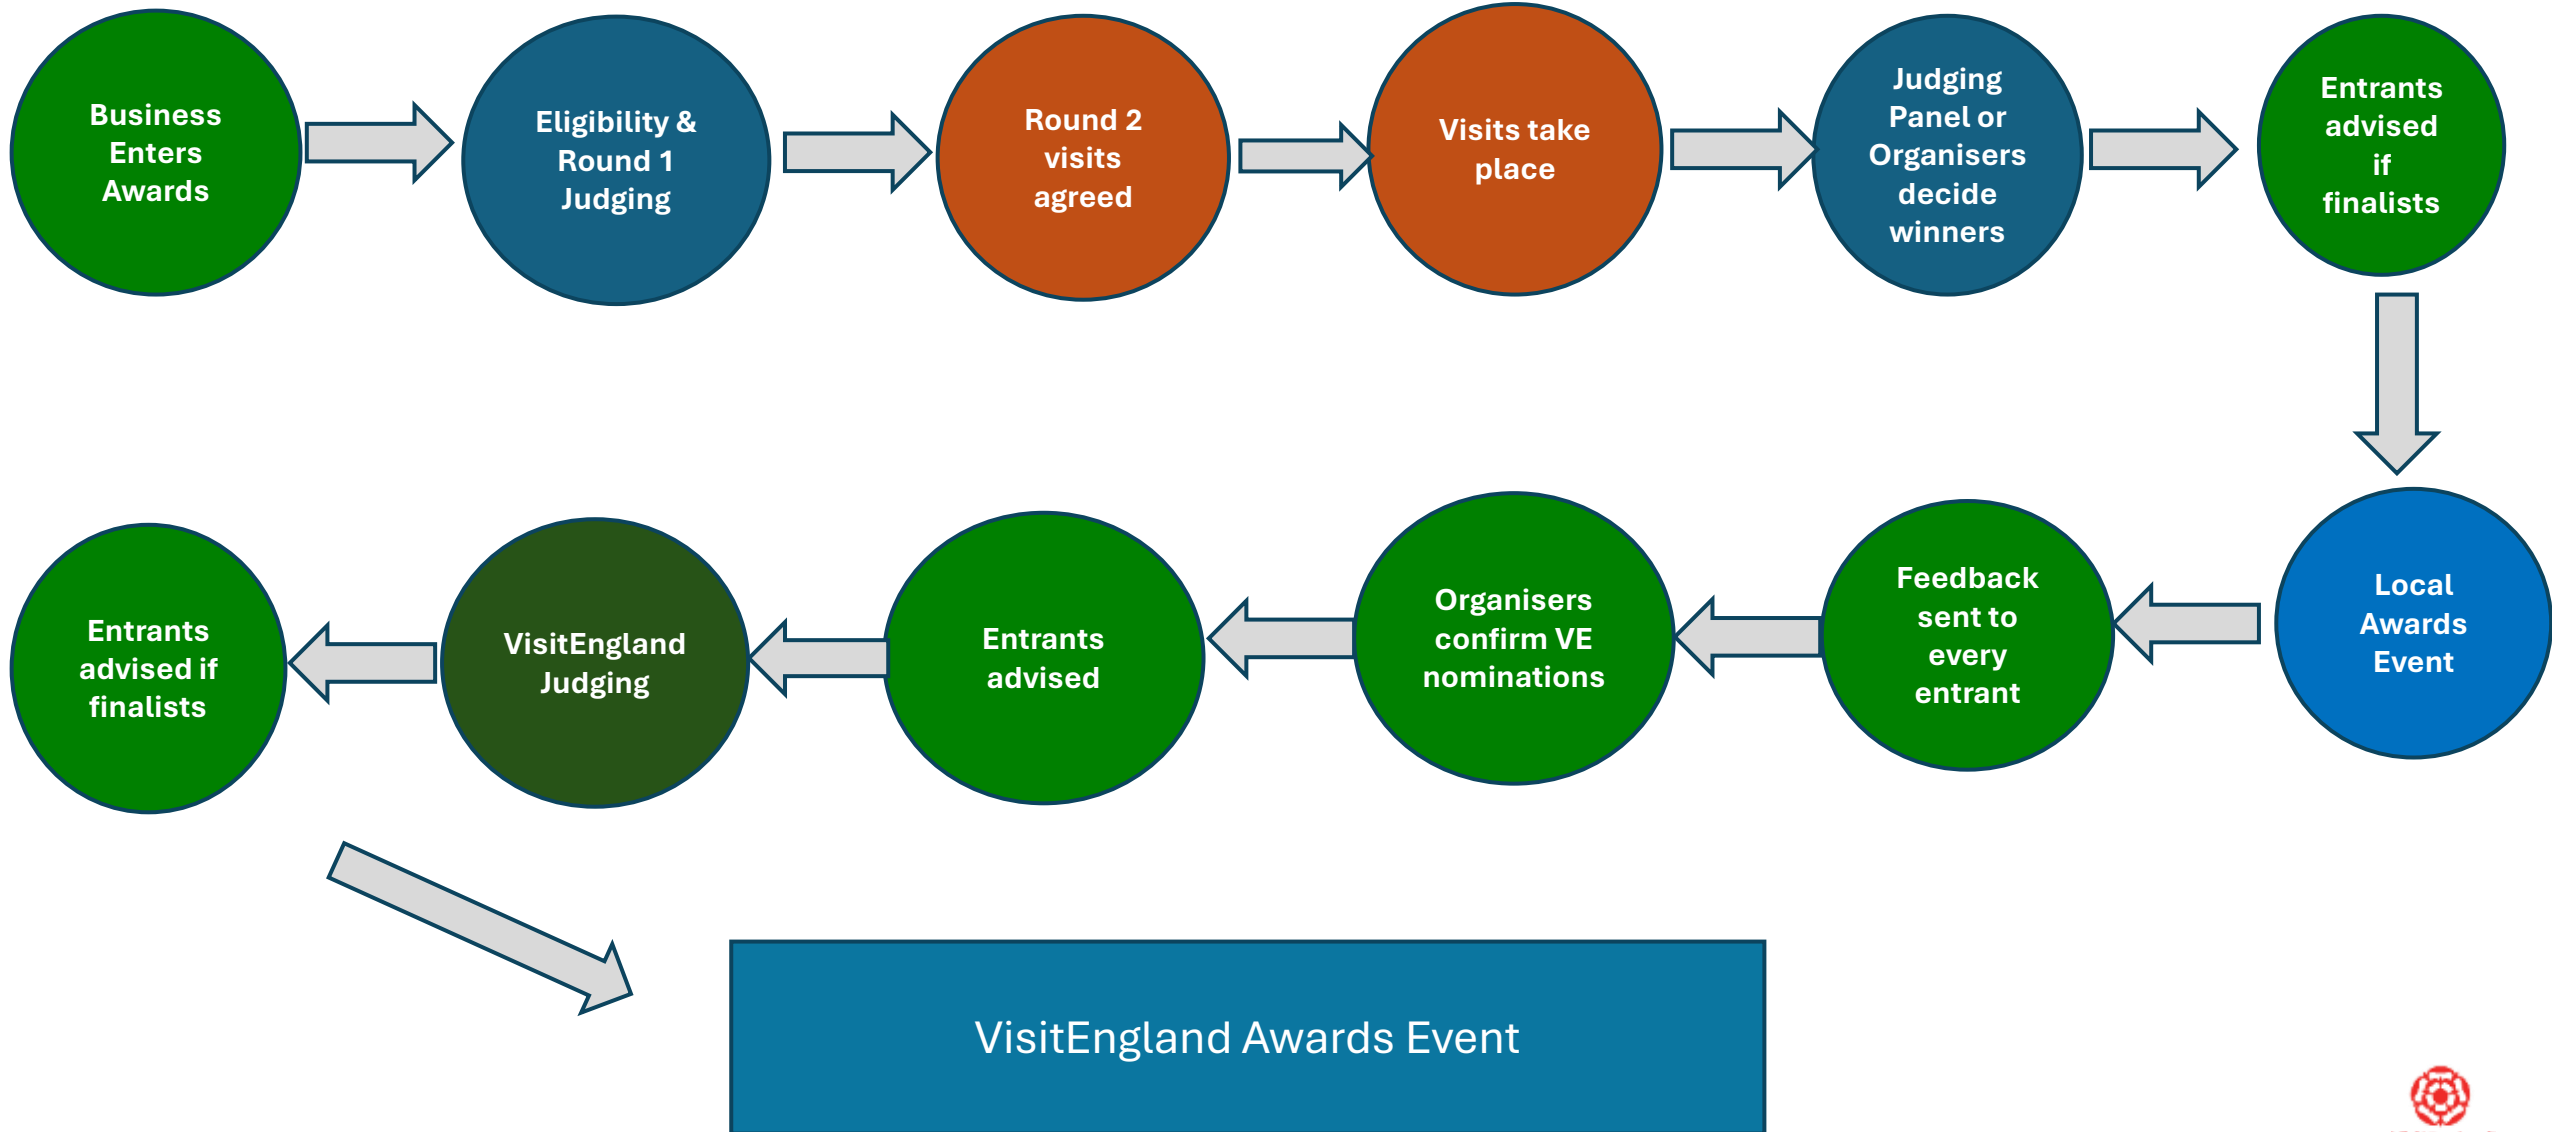 Business
Enters
Awards
Eligibility &
Round 1
Judging
Round 2
visits
agreed
Visits take
place
Judging
Panel or
Organisers
decide
winners
Entrants
advised
if
finalists
Local
Awards
Event
Feedback
sent to
every
entrant
Organisers
confirm VE
nominations
Entrants
advised
VisitEngland
Judging
Entrants
advised if
finalists
VisitEngland Awards Event